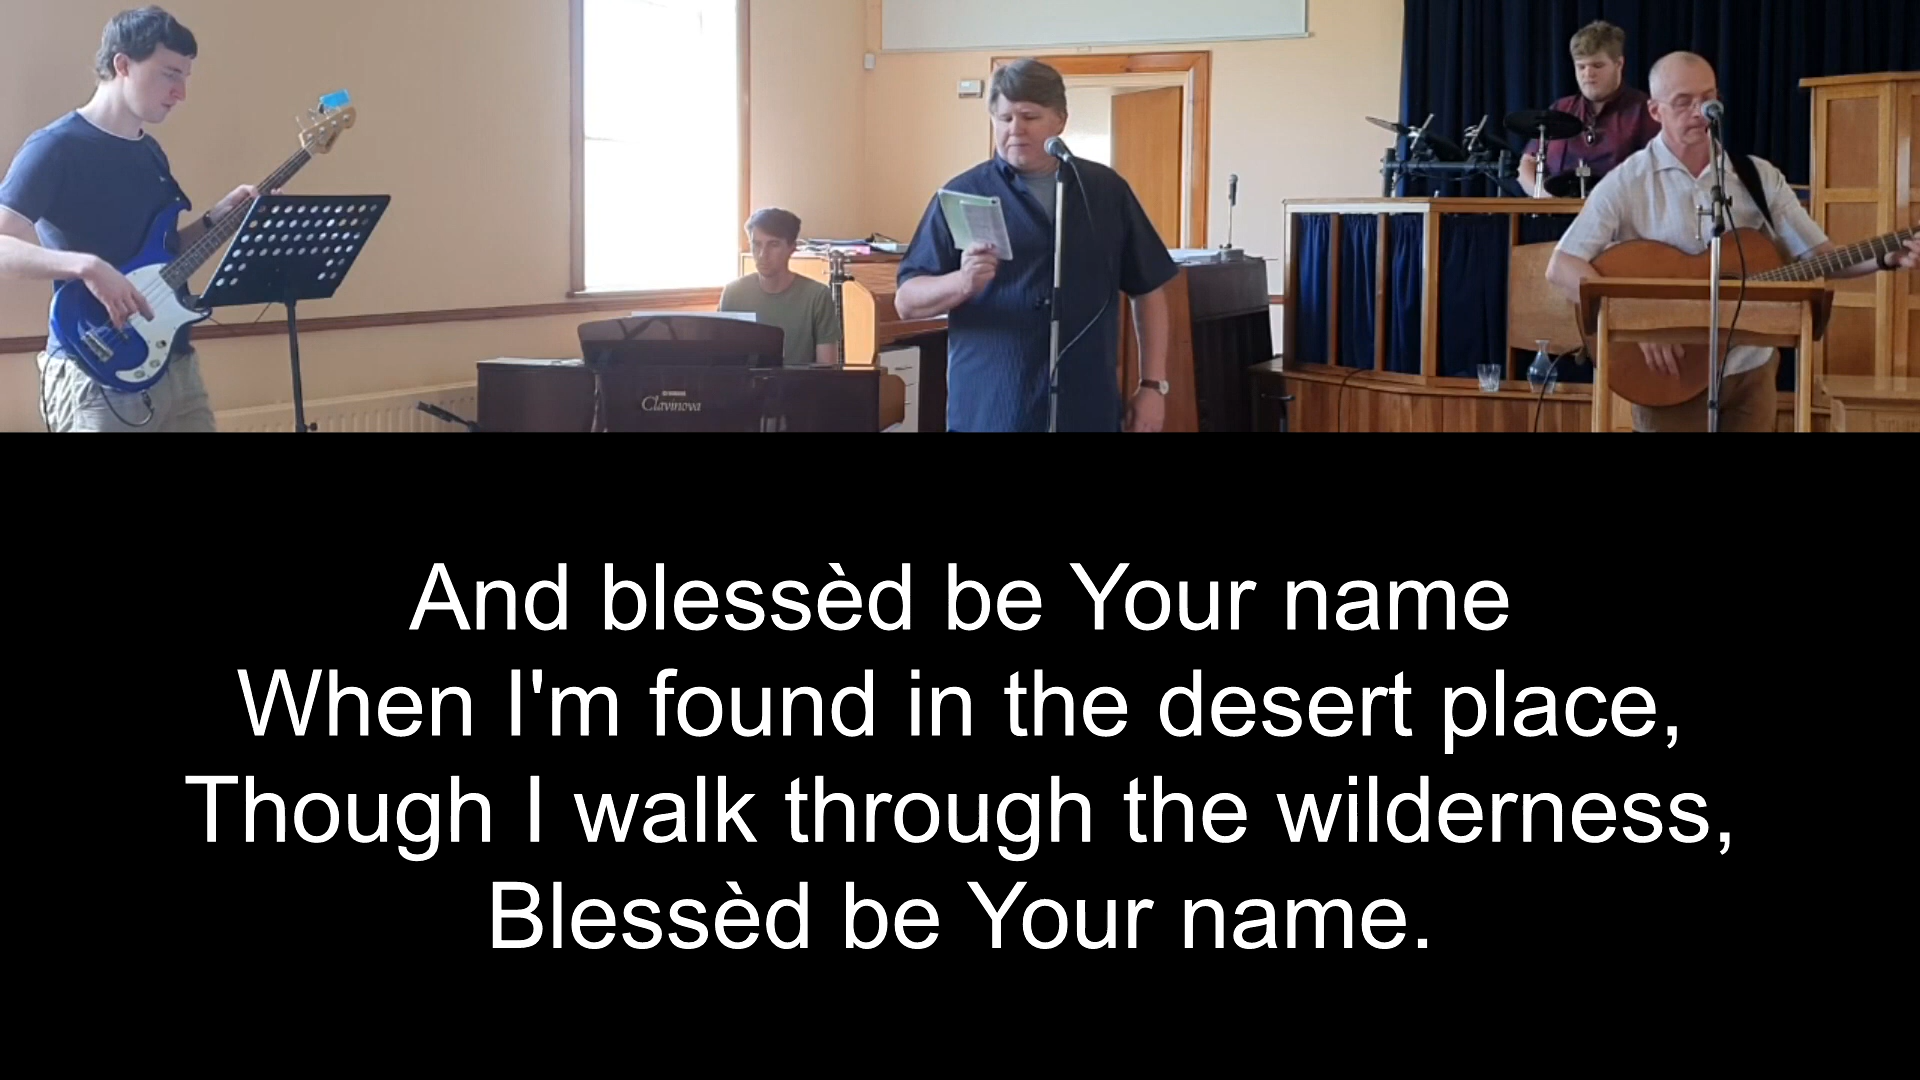 YAMAHA
Clavinova
And blessèd be Your name
When I'm found in the desert place,
Though I walk through the wilderness,
Blessèd be Your name.